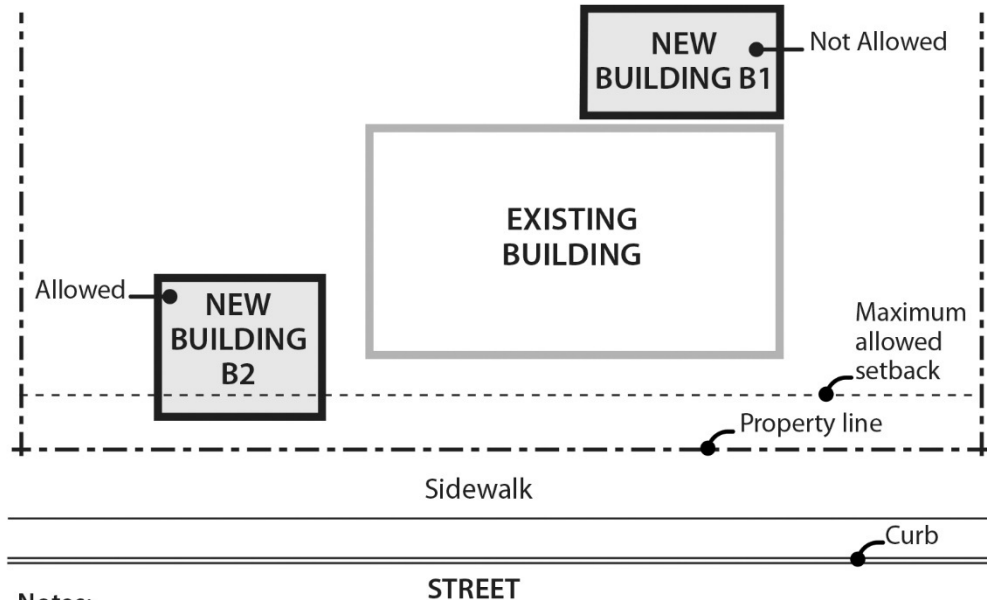 NEW
BUILDING B1
Not Allowed
EXISTING
BUILDING
Allowed
NEW
BUILDING
B2
Maximum
allowed
setback
Property line
Sidewalk
Curb
STREET
Notes: